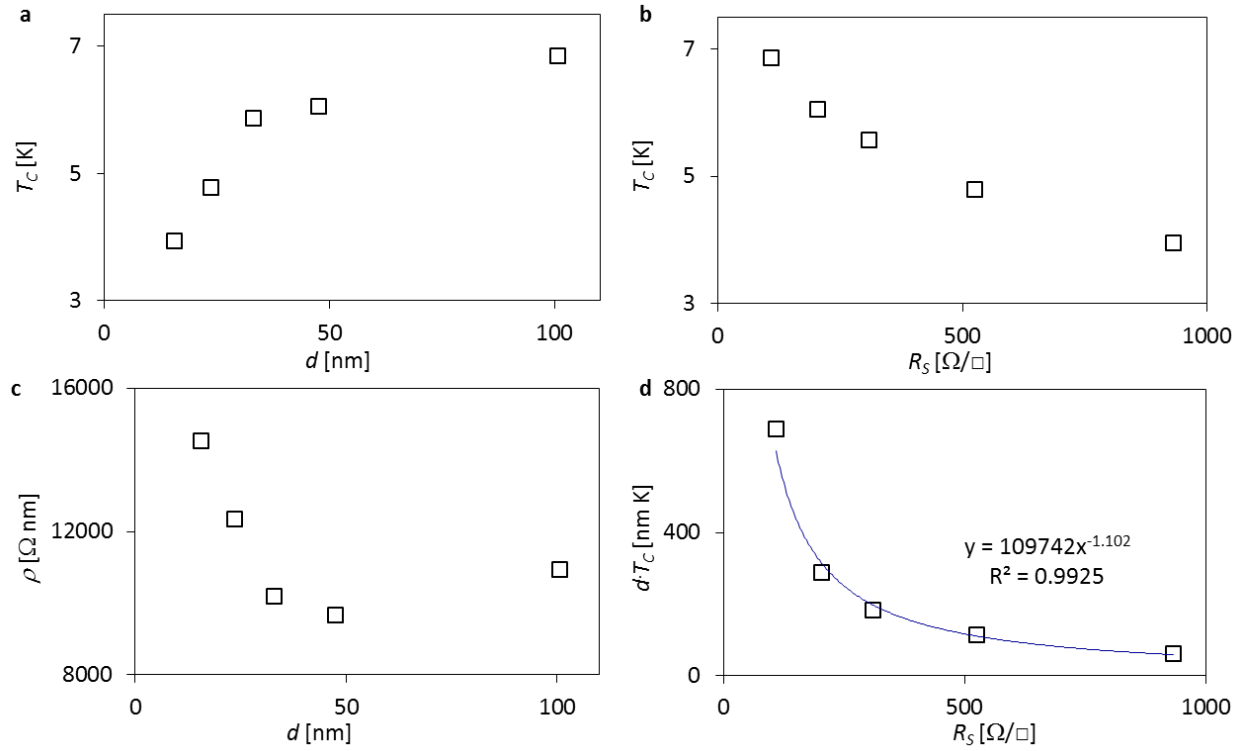 a
7
5
3
T_C [K]
0
50
100
d [nm]
b
7
5
3
T_C [K]
0
500
1000
R_S [Ω/□]
c
16000
12000
8000
ρ [Ω nm]
0
50
100
d [nm]
d
800
400
0
d·T_C [nm K]
y = 109742x^-1.102
R² = 0.9925
0
500
1000
R_S [Ω/□]